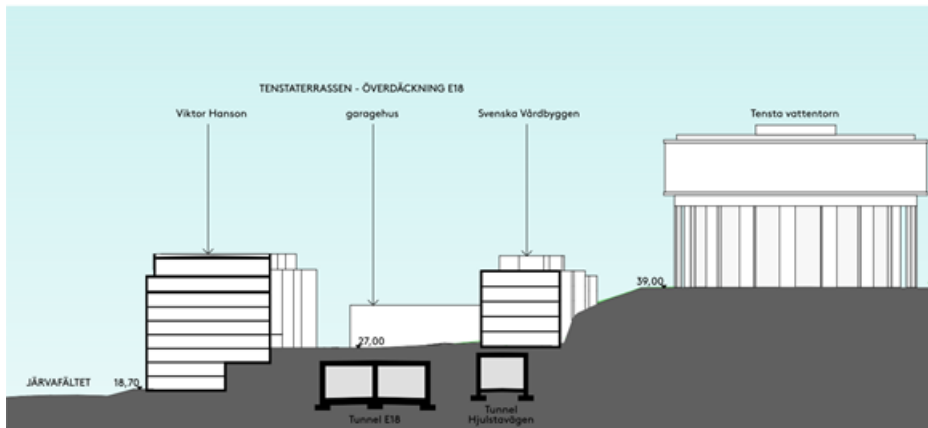 TENSTATERRASSEN - ÖVERDÄCKNING E18
Viktor Hanson
garagehus
Svenska Vårdbyggen
Tensta vattentorn
39,00
27,00
JÄRVAFÄLTET
18,70
Tunnel E18
Tunnel
Hjulstavägen